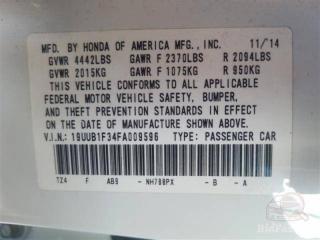 MFD. BY HONDA OF AMERICA MFG., INC. 11/14
GVWR 4442LBS GAWR F 2370LBS R 2094LBS
GVWR 2015KG GAWR F 1075KG R 950KG
THIS VEHICLE CONFORMS TO ALL APPLICABLE
FEDERAL MOTOR VEHICLE SAFETY, BUMPER,
AND THEFT PREVENTION STANDARDS IN EFFECT
ON THE DATE OF MANUFACTURE SHOWN ABOVE.
V.I.N.: 19UUB1F34FA009596 TYPE: PASSENGER CAR
TZ4 F AB9 - NH788PX - B - A